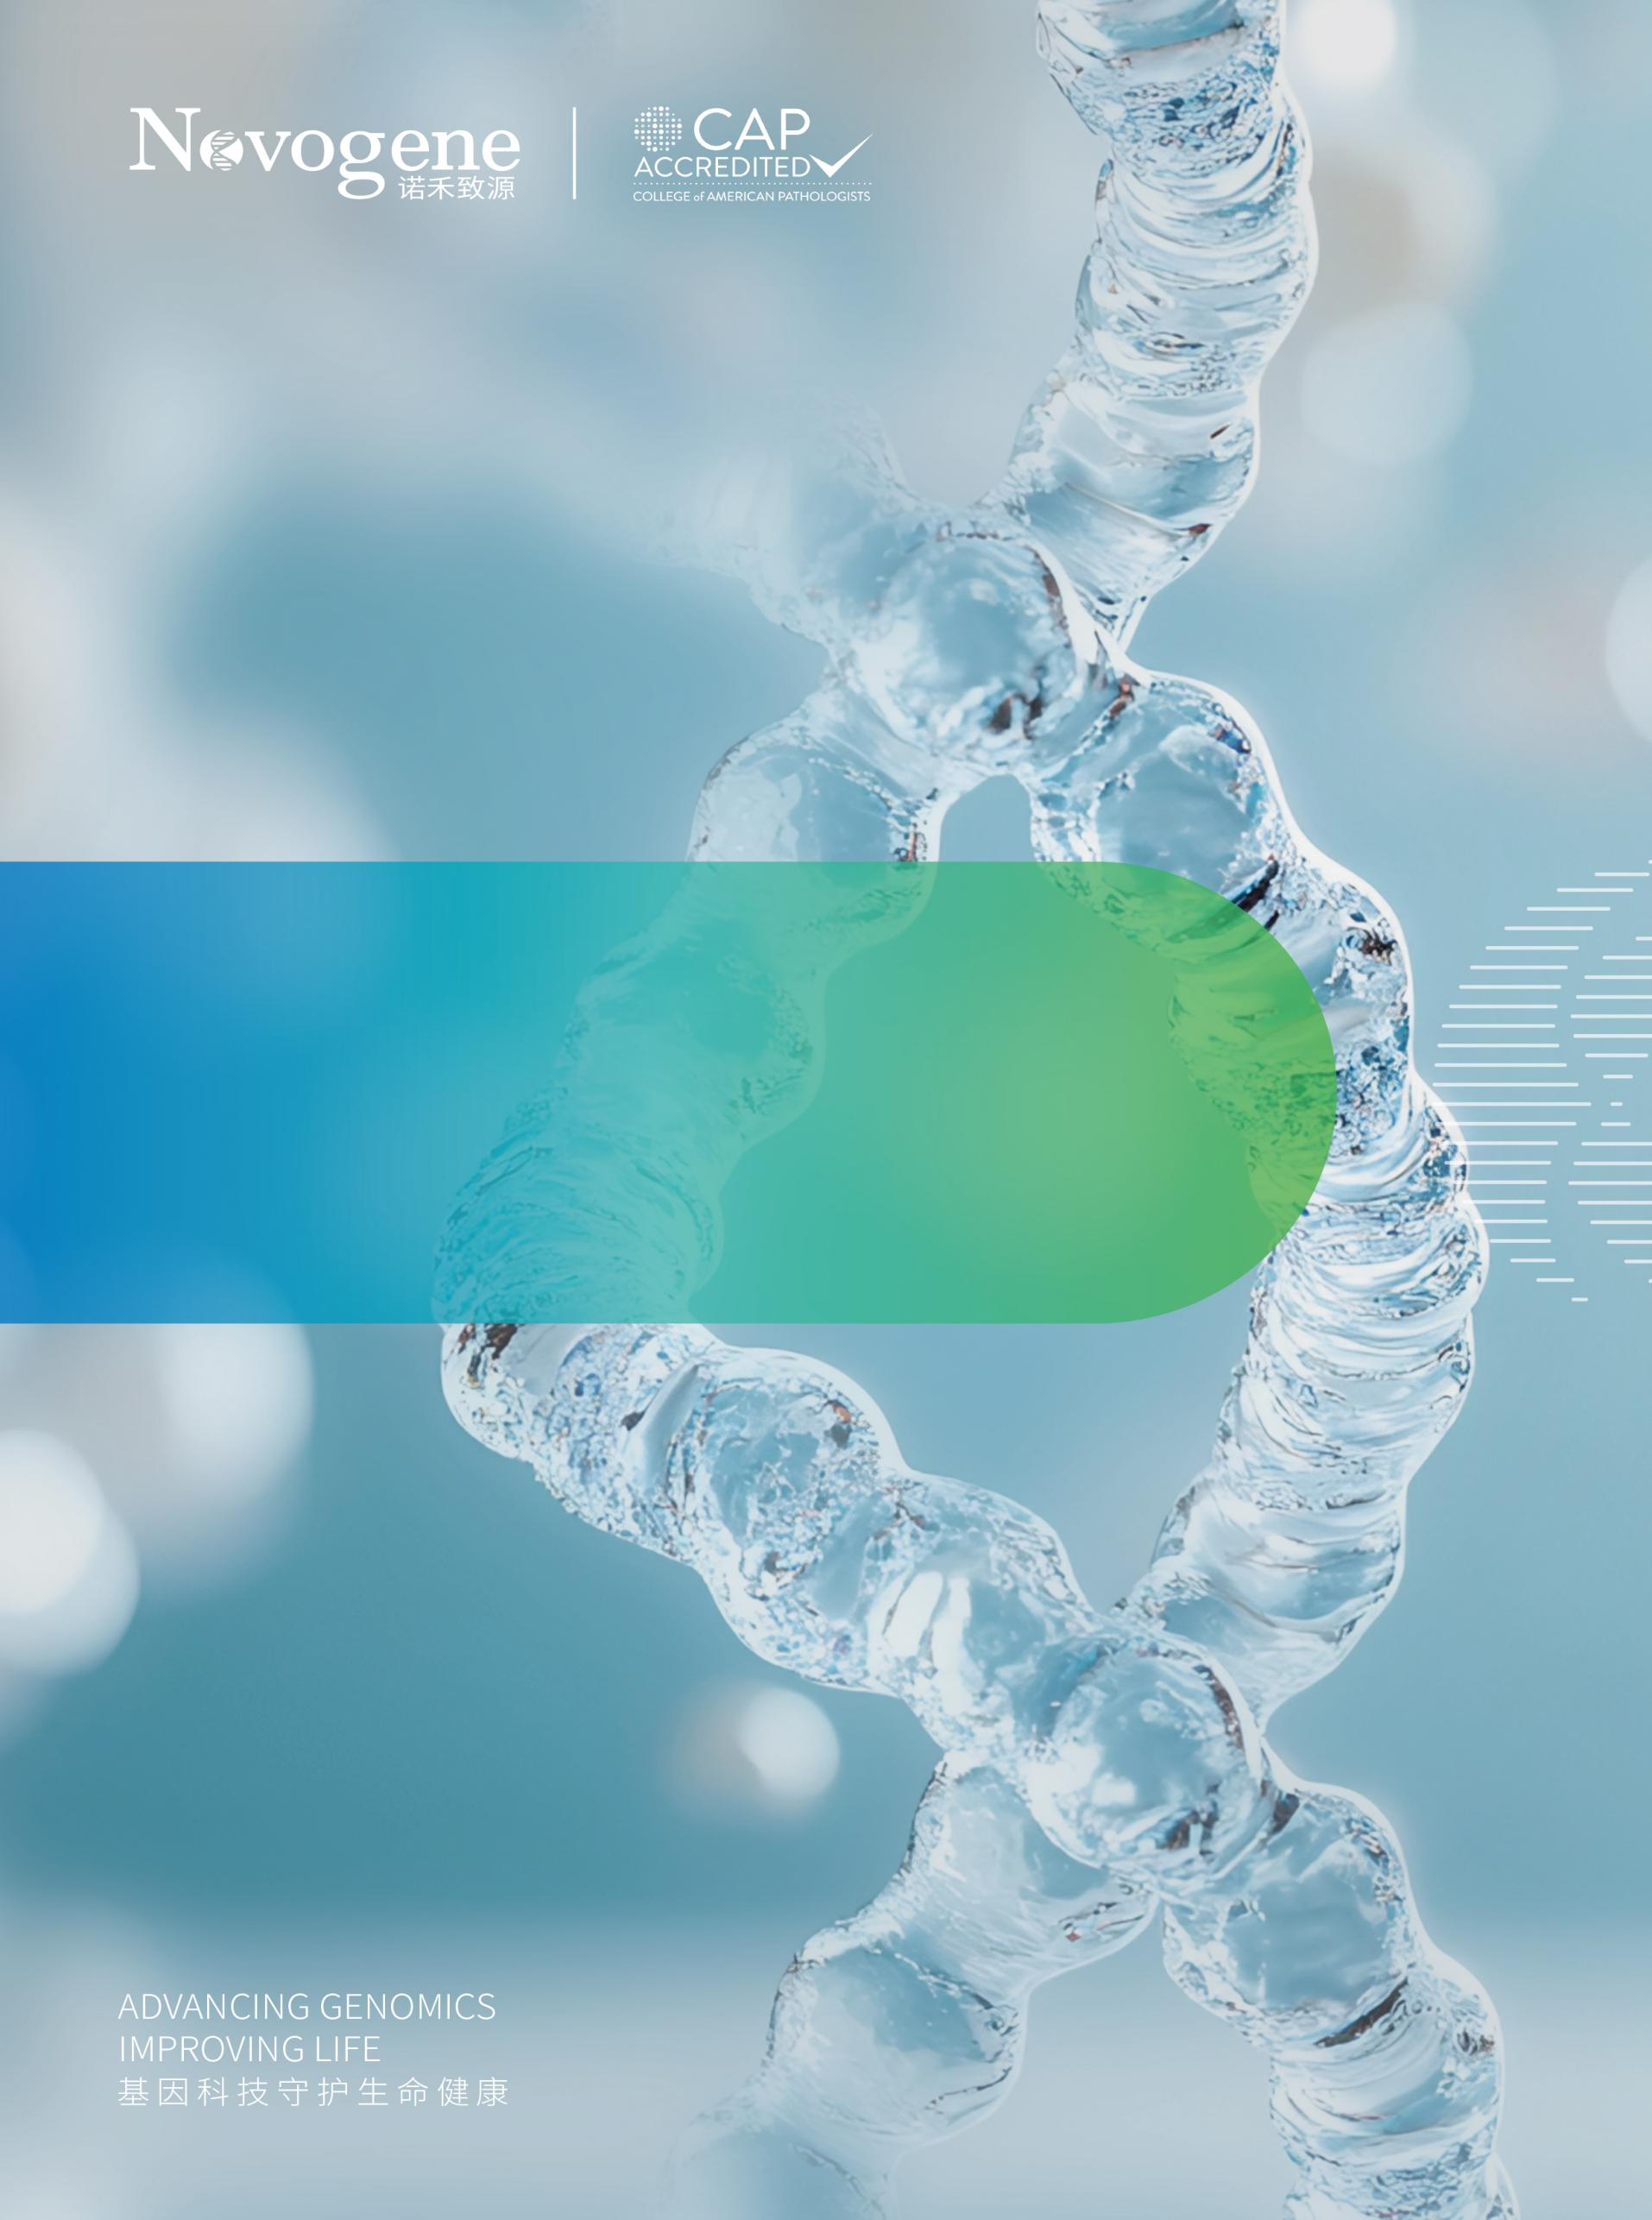 Novogene
诺禾致源
CAP
ACCREDITED
COLLEGE of AMERICAN PATHOLOGISTS
ADVANCING GENOMICS
IMPROVING LIFE
基因科技守护生命健康